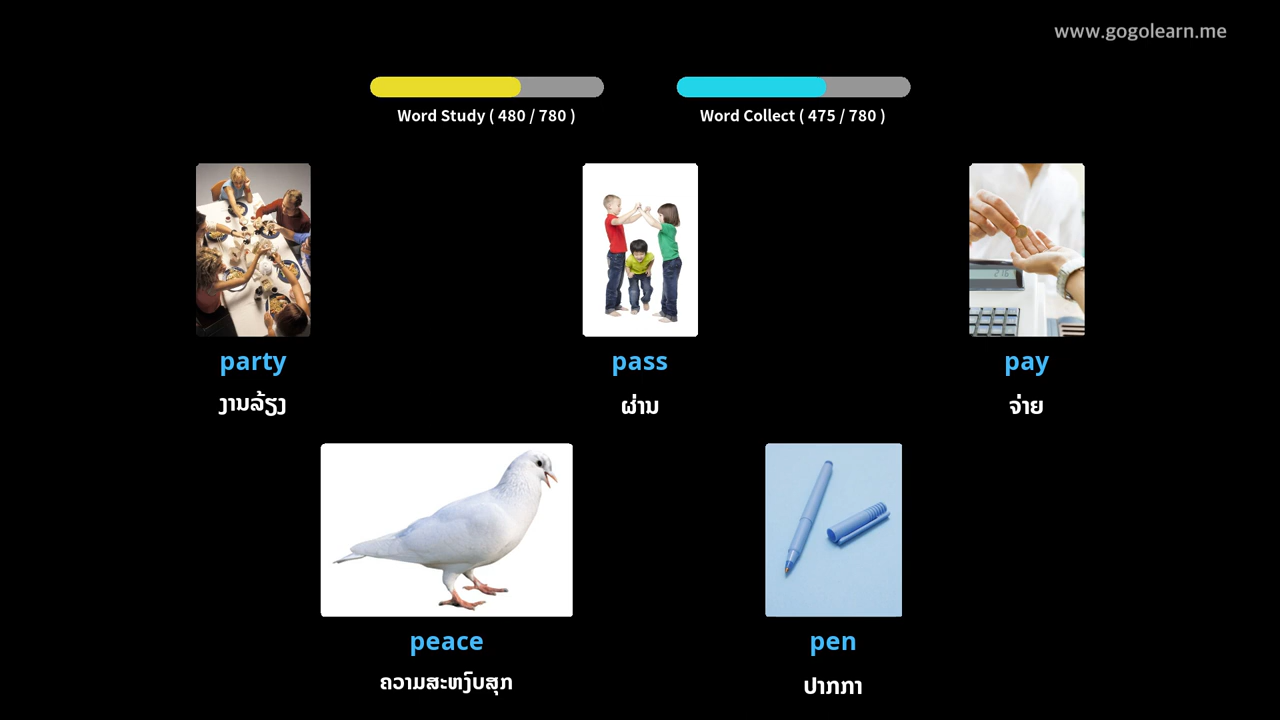 www.gogolearn.me
Word Study ( 480 / 780 )
Word Collect ( 475 / 780 )
party
pass
pay
ງານລ້ຽງ
ຜ່ານ
ຈ່າຍ
peace
pen
ຄວາມສະຫງົບສຸກ
ປາກກາ